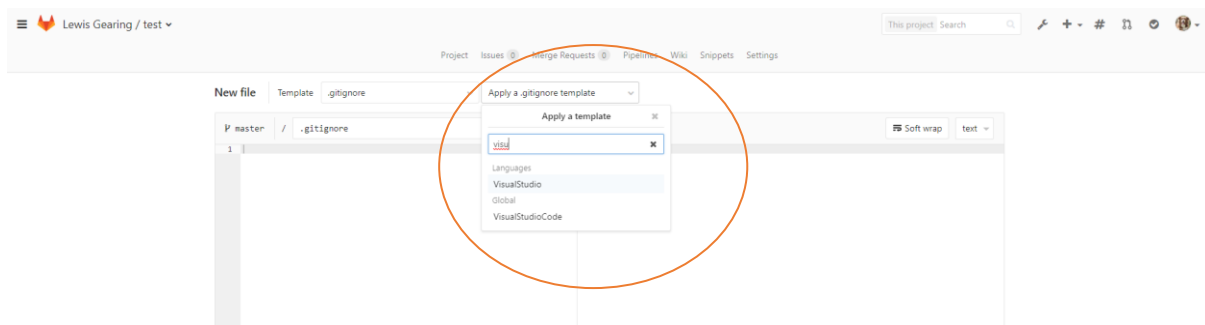 Lewis Gearing / test
This project Search
Project Issues 0 Merge Requests 0 Pipelines Wiki Snippets Settings
New file Template .gitignore Apply a .gitignore template
Apply a template
master / .gitignore Soft wrap text
visu
1
Languages
VisualStudio
Global
VisualStudioCode